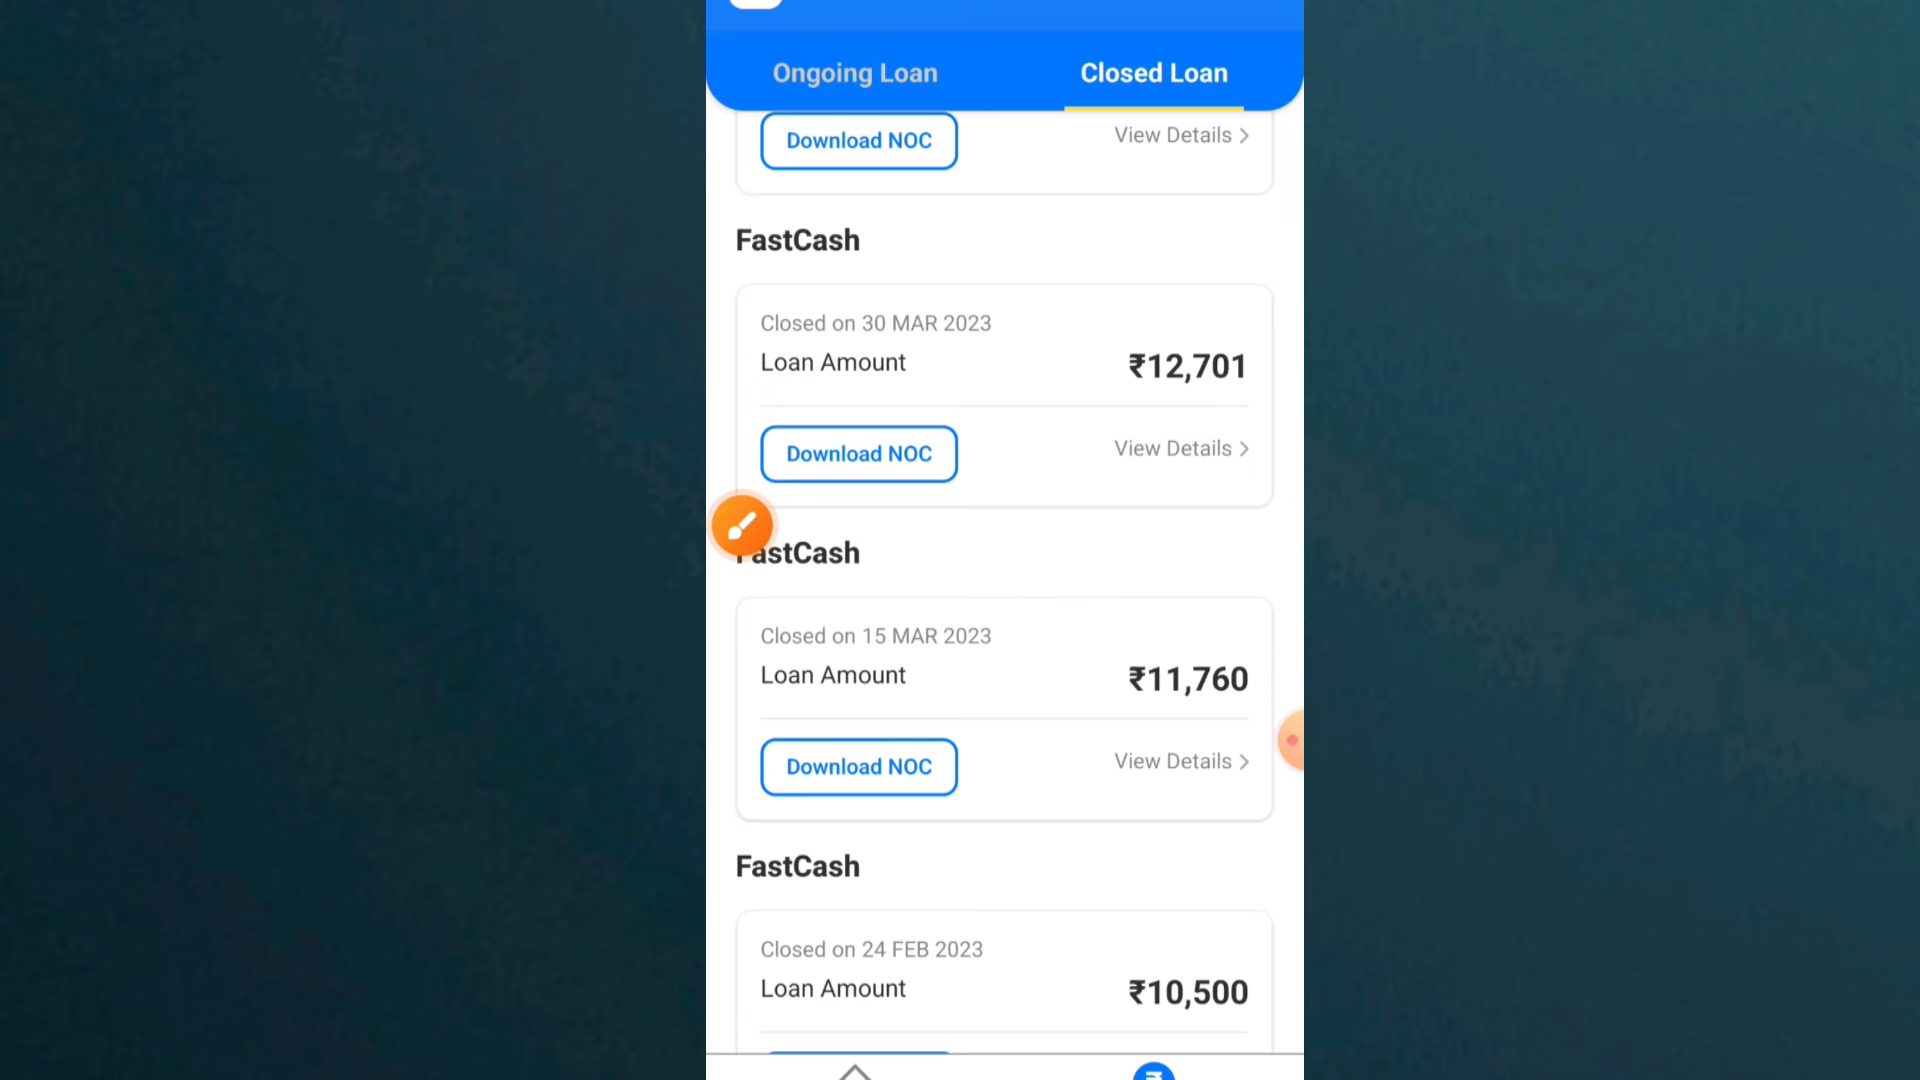 Ongoing Loan
Closed Loan
Download NOC
View Details
FastCash
Closed on 30 MAR 2023
Loan Amount
₹12,701
Download NOC
View Details
FastCash
Closed on 15 MAR 2023
Loan Amount
₹11,760
Download NOC
View Details
FastCash
Closed on 24 FEB 2023
Loan Amount
₹10,500